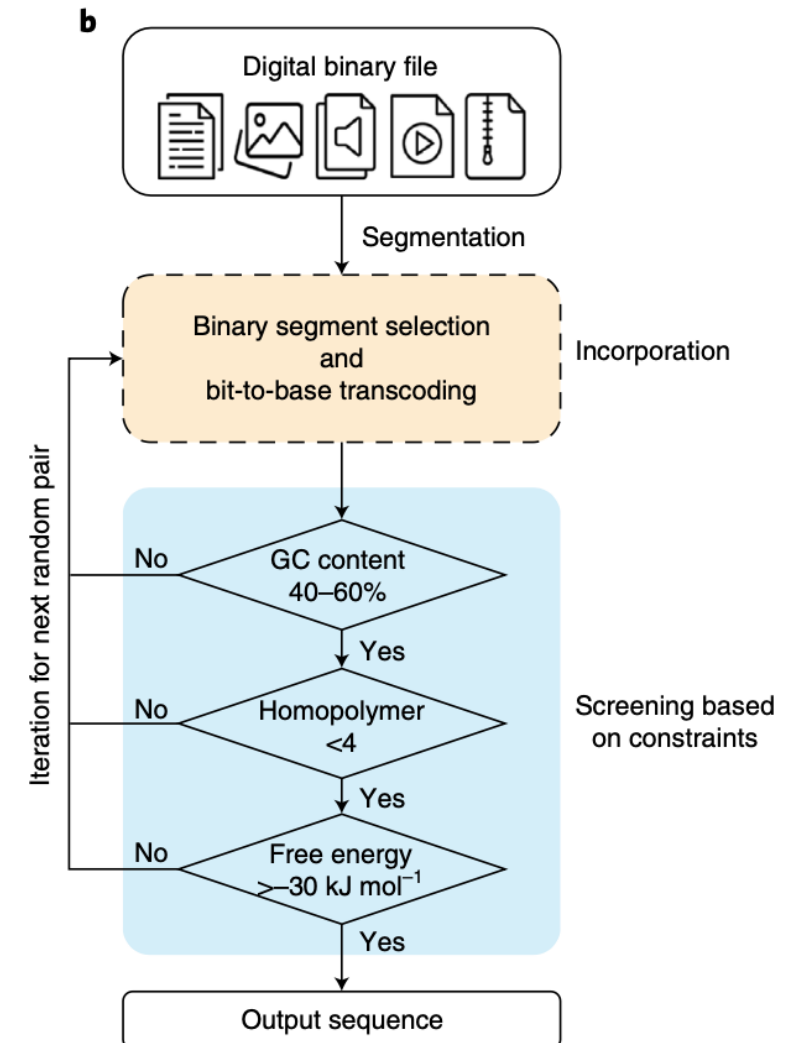 b
Digital binary file
Segmentation
Binary segment selection
and
bit-to-base transcoding
Incorporation
Iteration for next random pair
GC content
40–60%
No
Yes
Homopolymer
<4
No
Yes
Screening based
on constraints
Free energy
>–30 kJ mol⁻¹
No
Yes
Output sequence